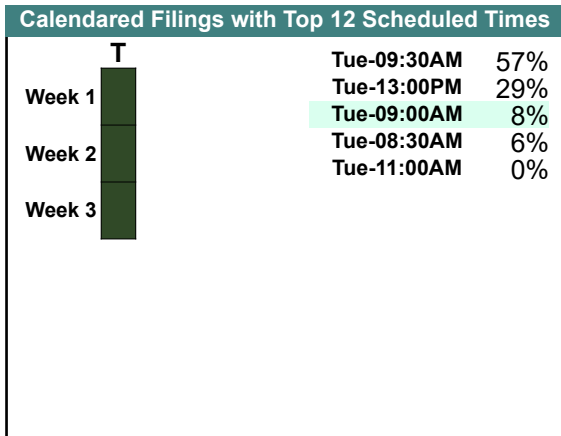 Calendared Filings with Top 12 Scheduled Times
T
Week 1
Week 2
Week 3
Tue-09:30AM 57%
Tue-13:00PM 29%
Tue-09:00AM 8%
Tue-08:30AM 6%
Tue-11:00AM 0%